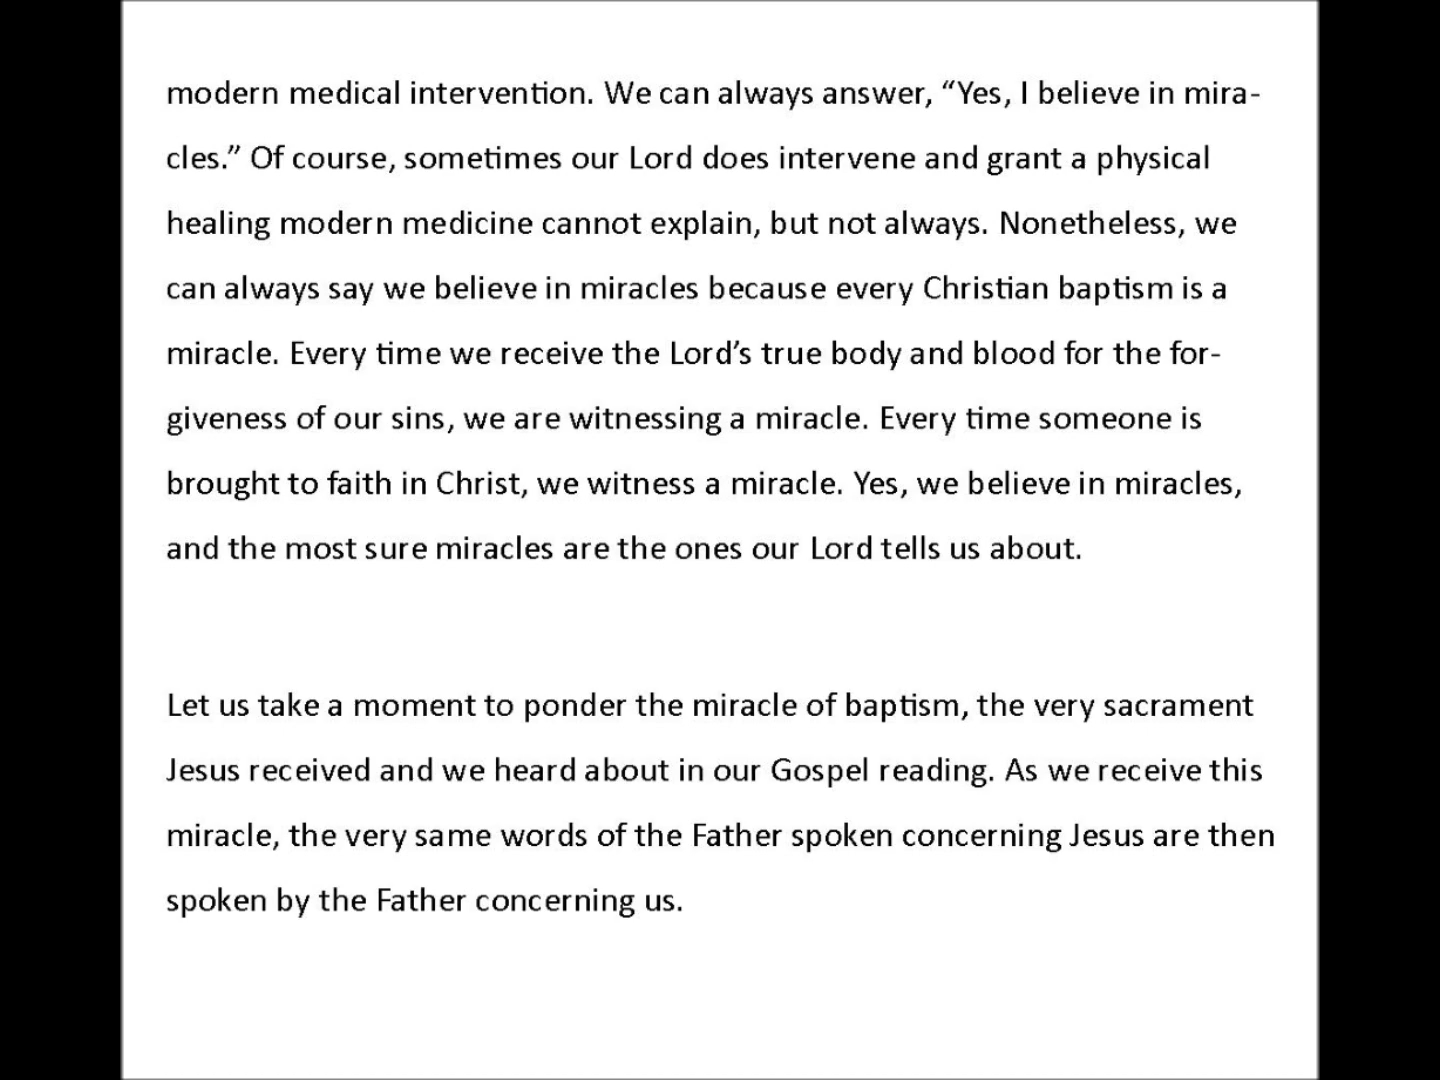 modern medical intervention. We can always answer, “Yes, I believe in mira-
cles.” Of course, sometimes our Lord does intervene and grant a physical
healing modern medicine cannot explain, but not always. Nonetheless, we
can always say we believe in miracles because every Christian baptism is a
miracle. Every time we receive the Lord’s true body and blood for the for-
giveness of our sins, we are witnessing a miracle. Every time someone is
brought to faith in Christ, we witness a miracle. Yes, we believe in miracles,
and the most sure miracles are the ones our Lord tells us about.
Let us take a moment to ponder the miracle of baptism, the very sacrament
Jesus received and we heard about in our Gospel reading. As we receive this
miracle, the very same words of the Father spoken concerning Jesus are then
spoken by the Father concerning us.